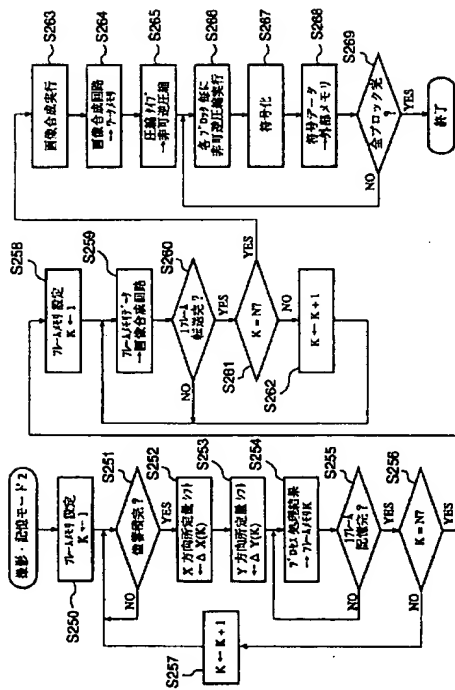 撮影・記憶モード2
S250
フレームメモリ設定
K ← 1
S251
電荷蓄積完?
NO
YES
S252
X 方向所定量シフト
← Δ X(K)
S253
Y 方向所定量シフト
← Δ Y(K)
S254
プロセス処理結果
→ フレームメモリK
S255
1フレーム
記憶完?
NO
YES
S256
K = N?
NO
YES
S257
K ← K + 1
S258
フレームメモリ設定
K ← 1
S259
フレームメモリデータ
→画像合成回路
S260
1フレーム
転送完?
NO
YES
S261
K = N?
YES
NO
S262
K ← K + 1
S263
画像合成実行
S264
画像合成回路
→ データメモリ
S265
圧縮タイプ
→非可逆圧縮
S266
各ブロック毎に
非可逆圧縮実行
S267
符号化
S268
符号データ
→外部メモリ
S269
全ブロック完
?
NO
YES
終了